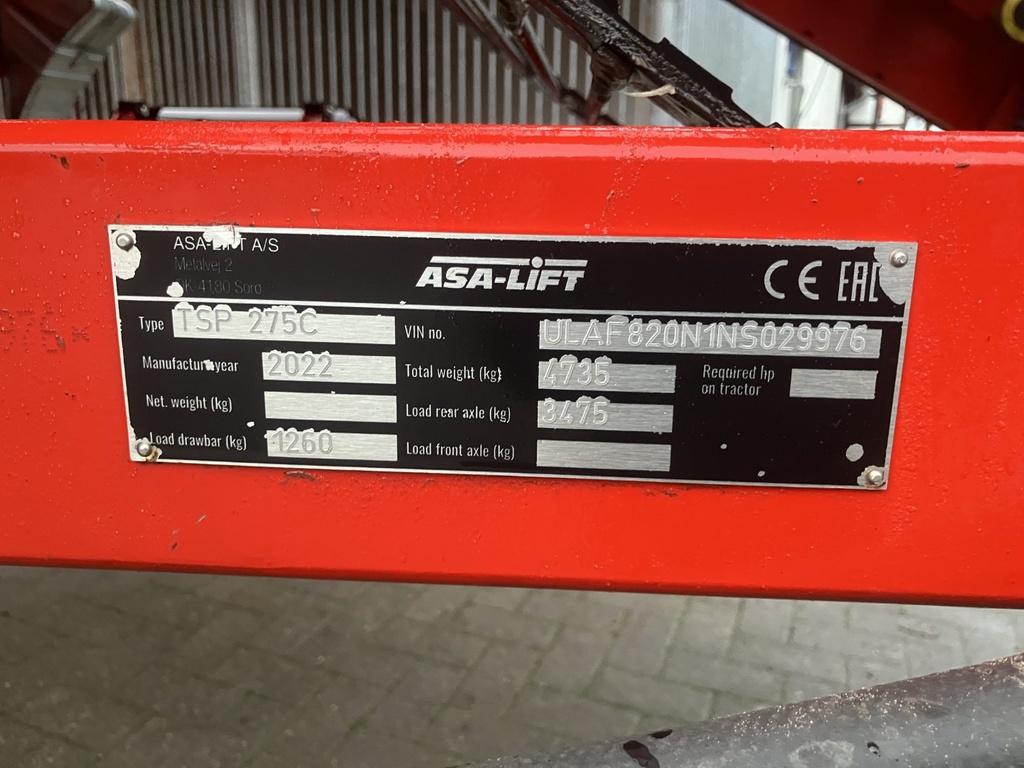 ASA-LIFT A/S
Metalvej 2
DK-4180 Sorø
ASA-LiFT
CE EAC
Type TSP 275C
VIN no. ULAF820N1NS029976
Manufacture year 2022
Total weight (kg) 4735
Required hp
on tractor
Net. weight (kg)
Load rear axle (kg) 3475
Load drawbar (kg) 1260
Load front axle (kg)
976*